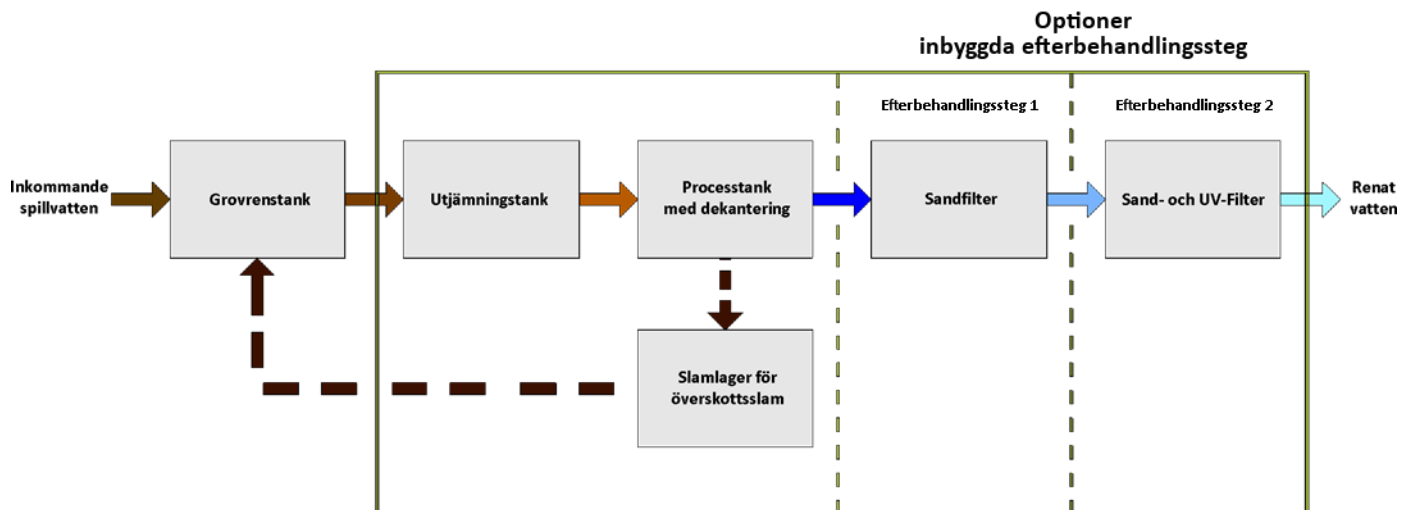 Optioner
inbyggda efterbehandlingssteg
Efterbehandlingssteg 1
Efterbehandlingssteg 2
Inkommande
spillvatten
Grovrenstank
Utjämningstank
Processtank
med dekantering
Sandfilter
Sand- och UV-Filter
Renat
vatten
Slamlager för
överskottsslam